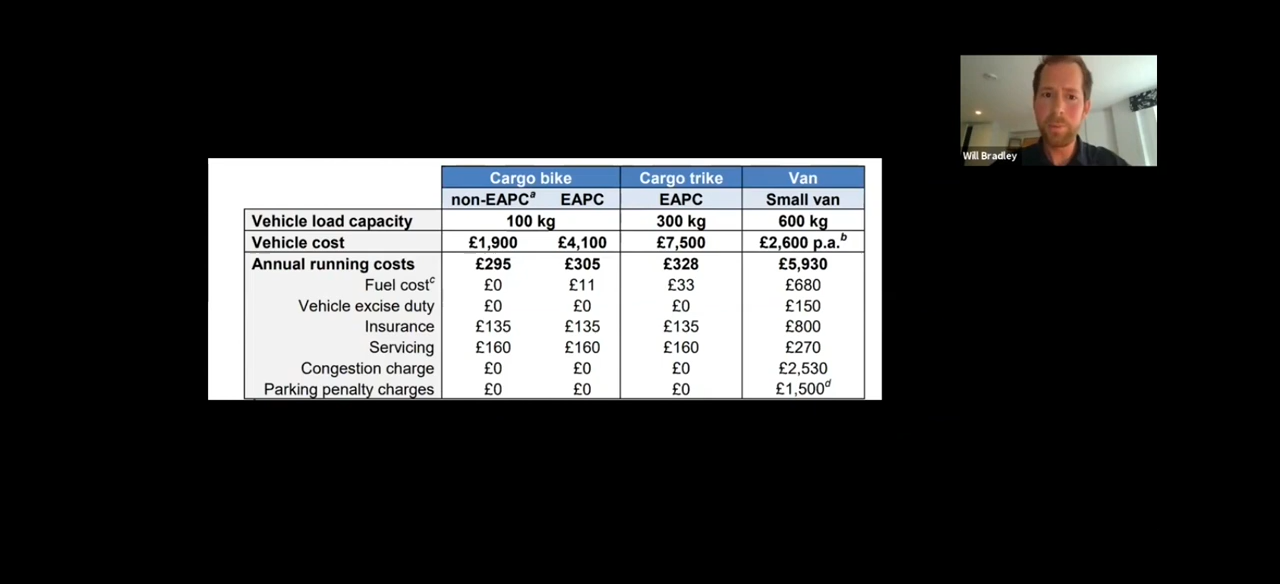 Cargo bike Cargo trike Van
non-EAPCᵃ EAPC EAPC Small van
Vehicle load capacity 100 kg 300 kg 600 kg
Vehicle cost £1,900 £4,100 £7,500 £2,600 p.a.ᵇ
Annual running costs £295 £305 £328 £5,930
Fuel costᶜ £0 £11 £33 £680
Vehicle excise duty £0 £0 £0 £150
Insurance £135 £135 £135 £800
Servicing £160 £160 £160 £270
Congestion charge £0 £0 £0 £2,530
Parking penalty charges £0 £0 £0 £1,500ᵈ
Will Bradley